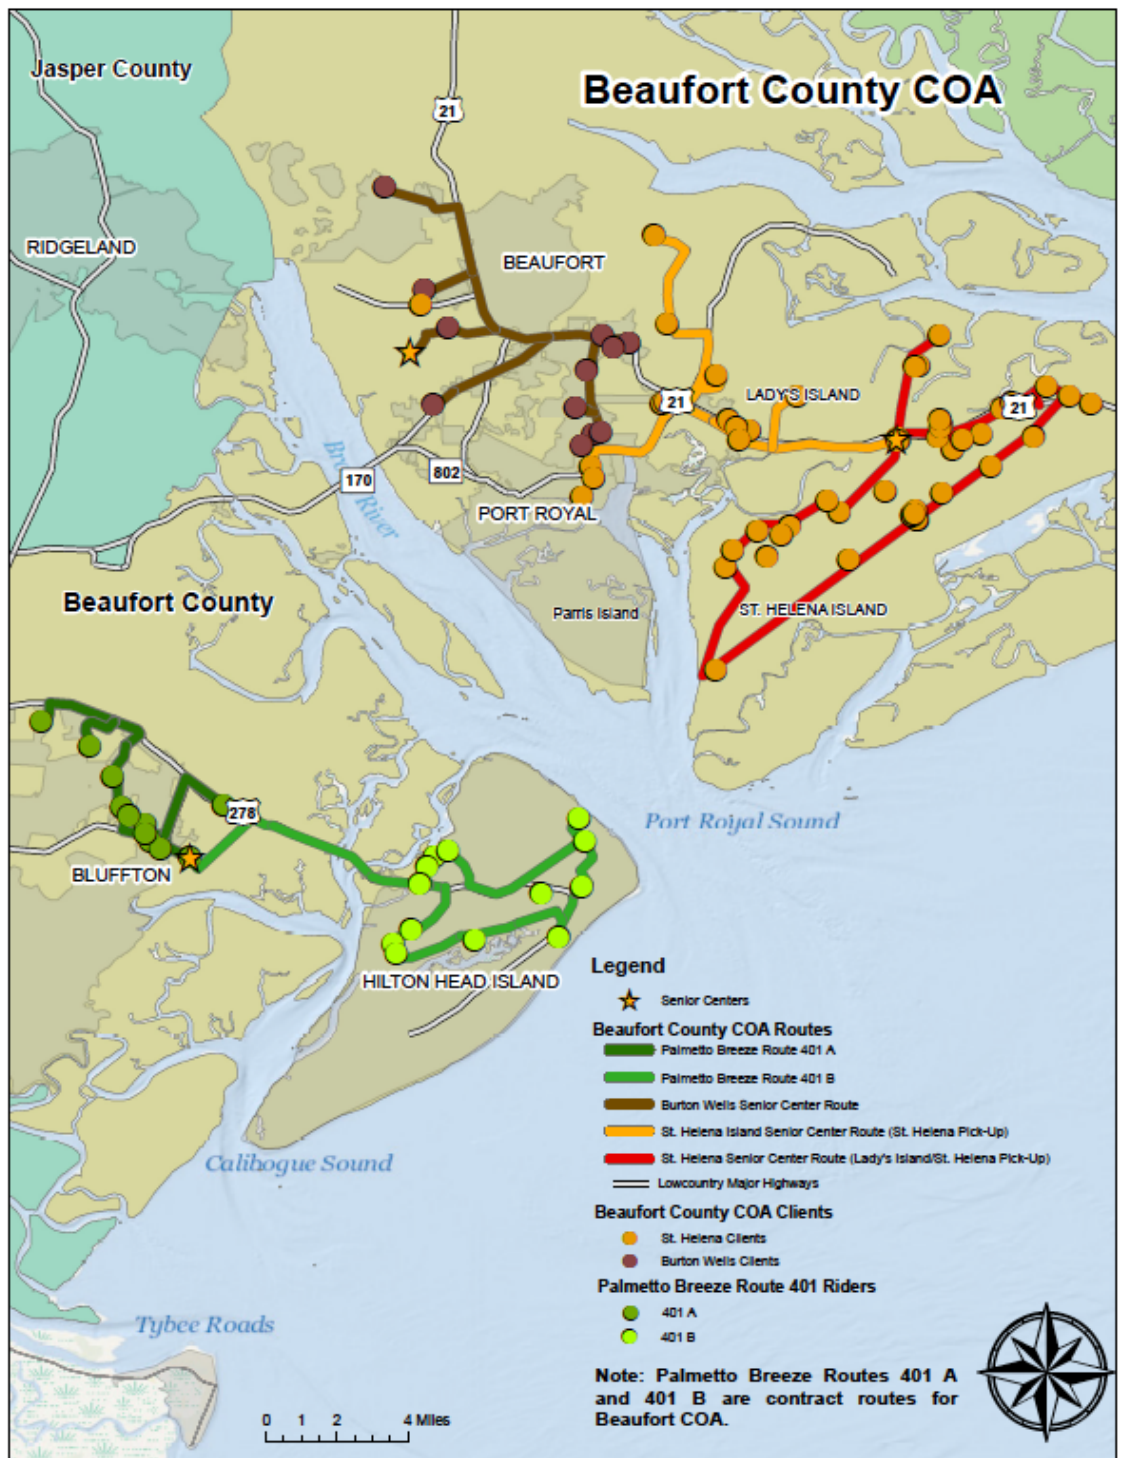 Jasper County
21
Beaufort County COA
RIDGELAND
BEAUFORT
21
LADY'S ISLAND
21
Broad River
170
802
PORT ROYAL
Beaufort County
Parris Island
ST. HELENA ISLAND
278
Port Royal Sound
BLUFFTON
HILTON HEAD ISLAND
Legend
Senior Centers
Beaufort County COA Routes
Palmetto Breeze Route 401 A
Palmetto Breeze Route 401 B
Burton Wells Senior Center Route
St. Helena Island Senior Center Route (St. Helena Pick-Up)
St. Helena Senior Center Route (Lady's Island/St. Helena Pick-Up)
Lowcountry Major Highways
Calibogue Sound
Beaufort County COA Clients
St. Helena Clients
Burton Wells Clients
Palmetto Breeze Route 401 Riders
401 A
401 B
Tybee Roads
Note: Palmetto Breeze Routes 401 A
and 401 B are contract routes for
Beaufort COA.
0 1 2 4 Miles